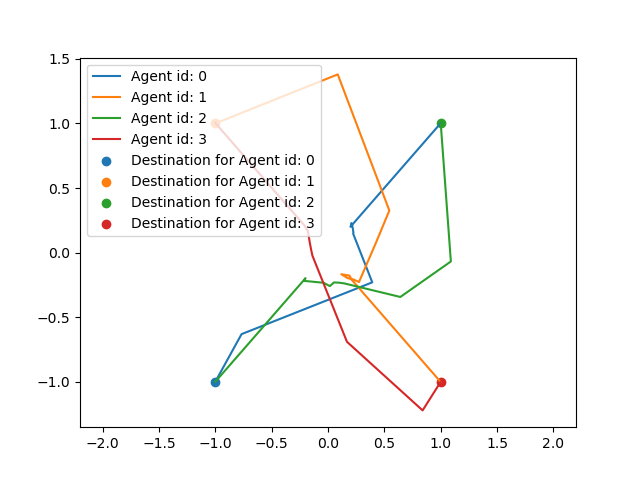 1.5
1.0
0.5
0.0
−0.5
−1.0
Agent id: 0
Agent id: 1
Agent id: 2
Agent id: 3
Destination for Agent id: 0
Destination for Agent id: 1
Destination for Agent id: 2
Destination for Agent id: 3
−2.0 −1.5 −1.0 −0.5 0.0 0.5 1.0 1.5 2.0